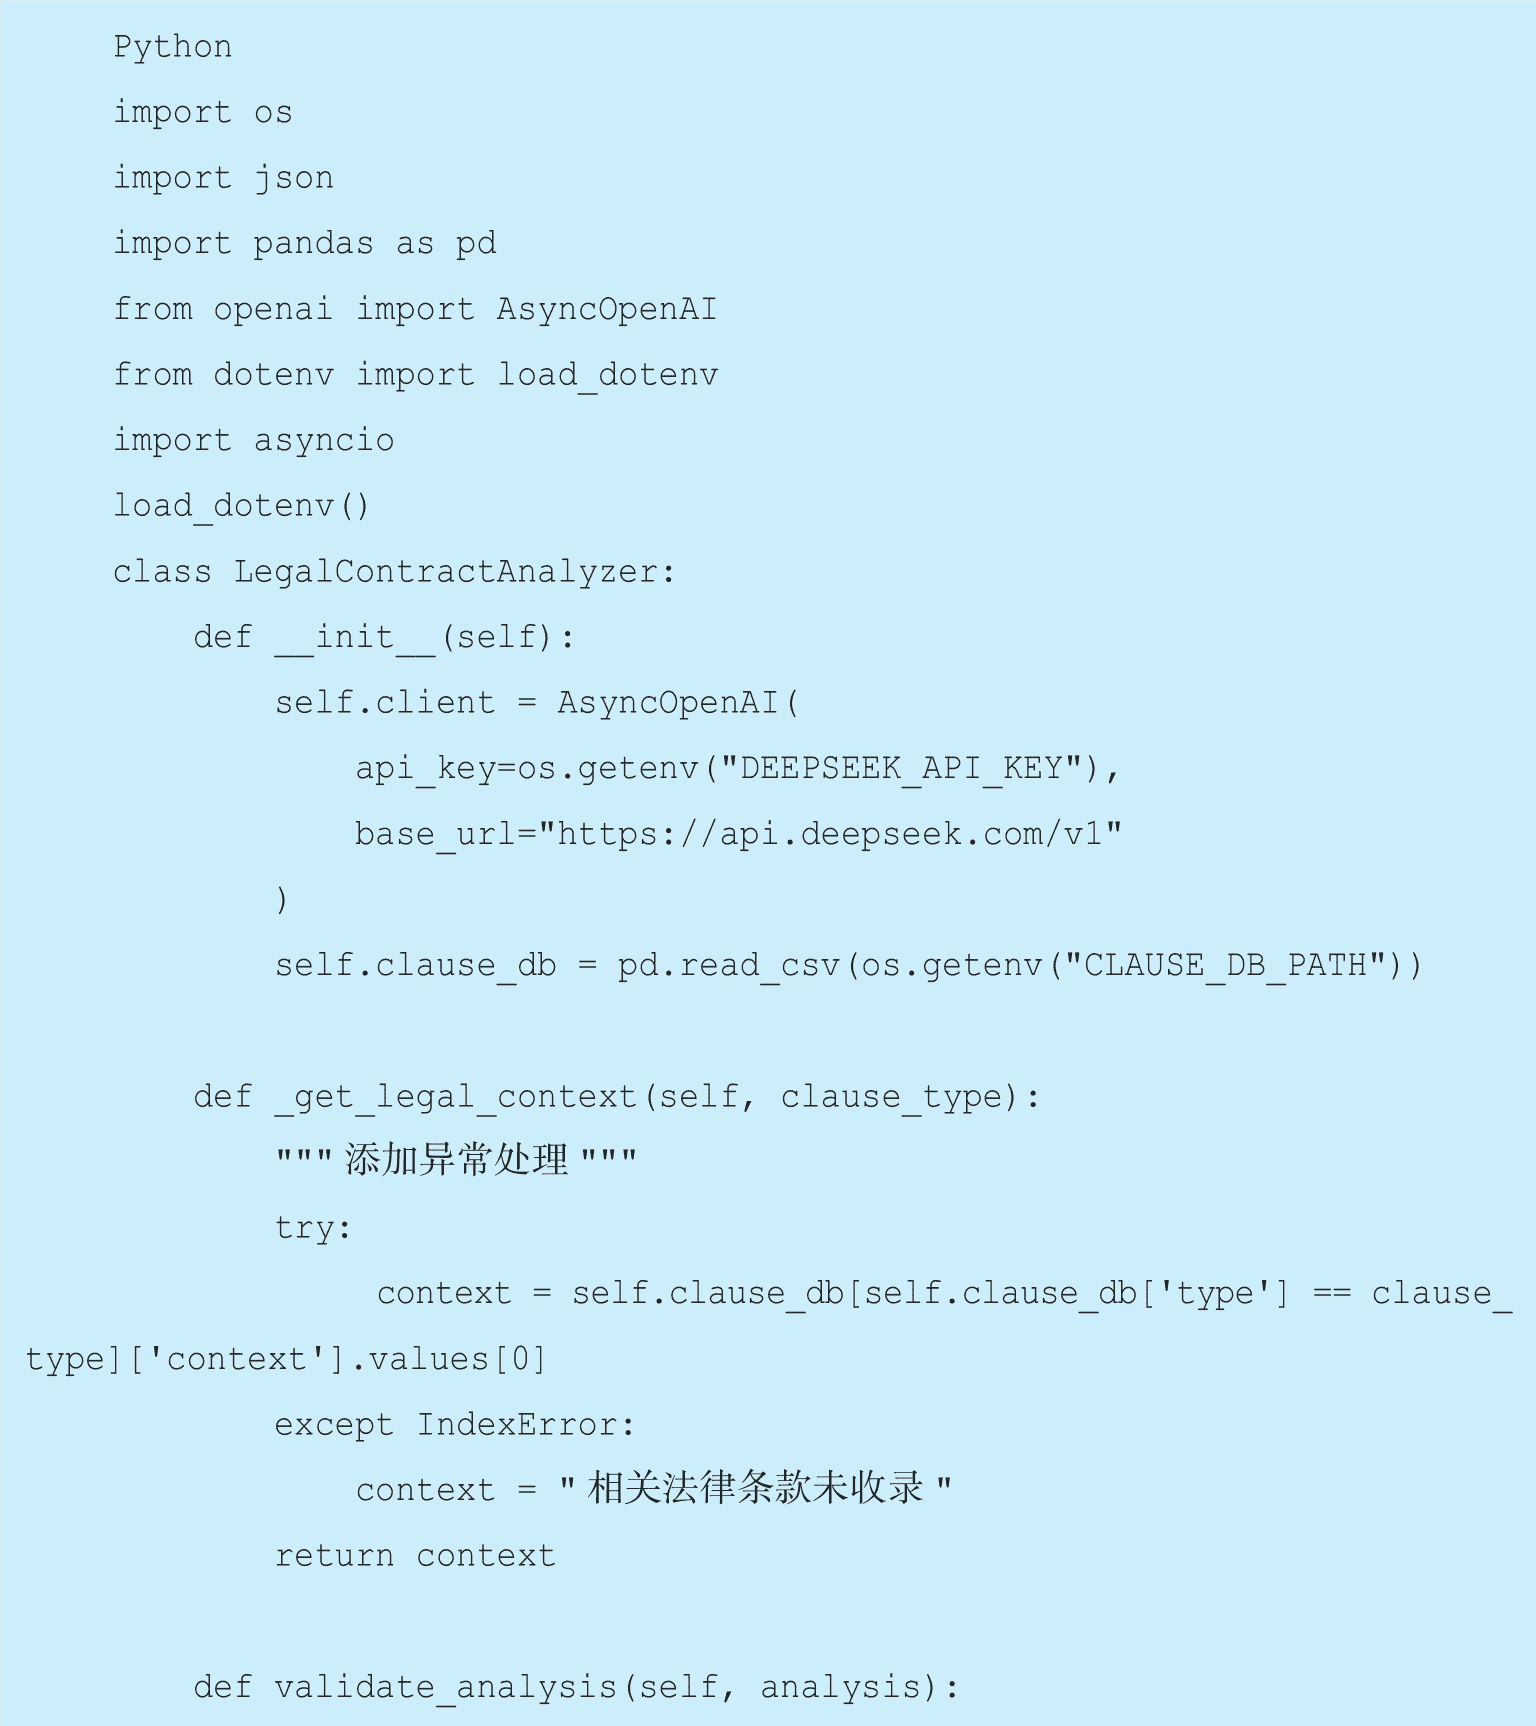 Python
import os
import json
import pandas as pd
from openai import AsyncOpenAI
from dotenv import load_dotenv
import asyncio
load_dotenv()
class LegalContractAnalyzer:
    def __init__(self):
        self.client = AsyncOpenAI(
            api_key=os.getenv("DEEPSEEK_API_KEY"),
            base_url="https://api.deepseek.com/v1"
        )
        self.clause_db = pd.read_csv(os.getenv("CLAUSE_DB_PATH"))

    def _get_legal_context(self, clause_type):
        """ 添加异常处理 """
        try:
             context = self.clause_db[self.clause_db['type'] == clause_
type]['context'].values[0]
        except IndexError:
            context = " 相关法律条款未收录 "
        return context

    def validate_analysis(self, analysis):